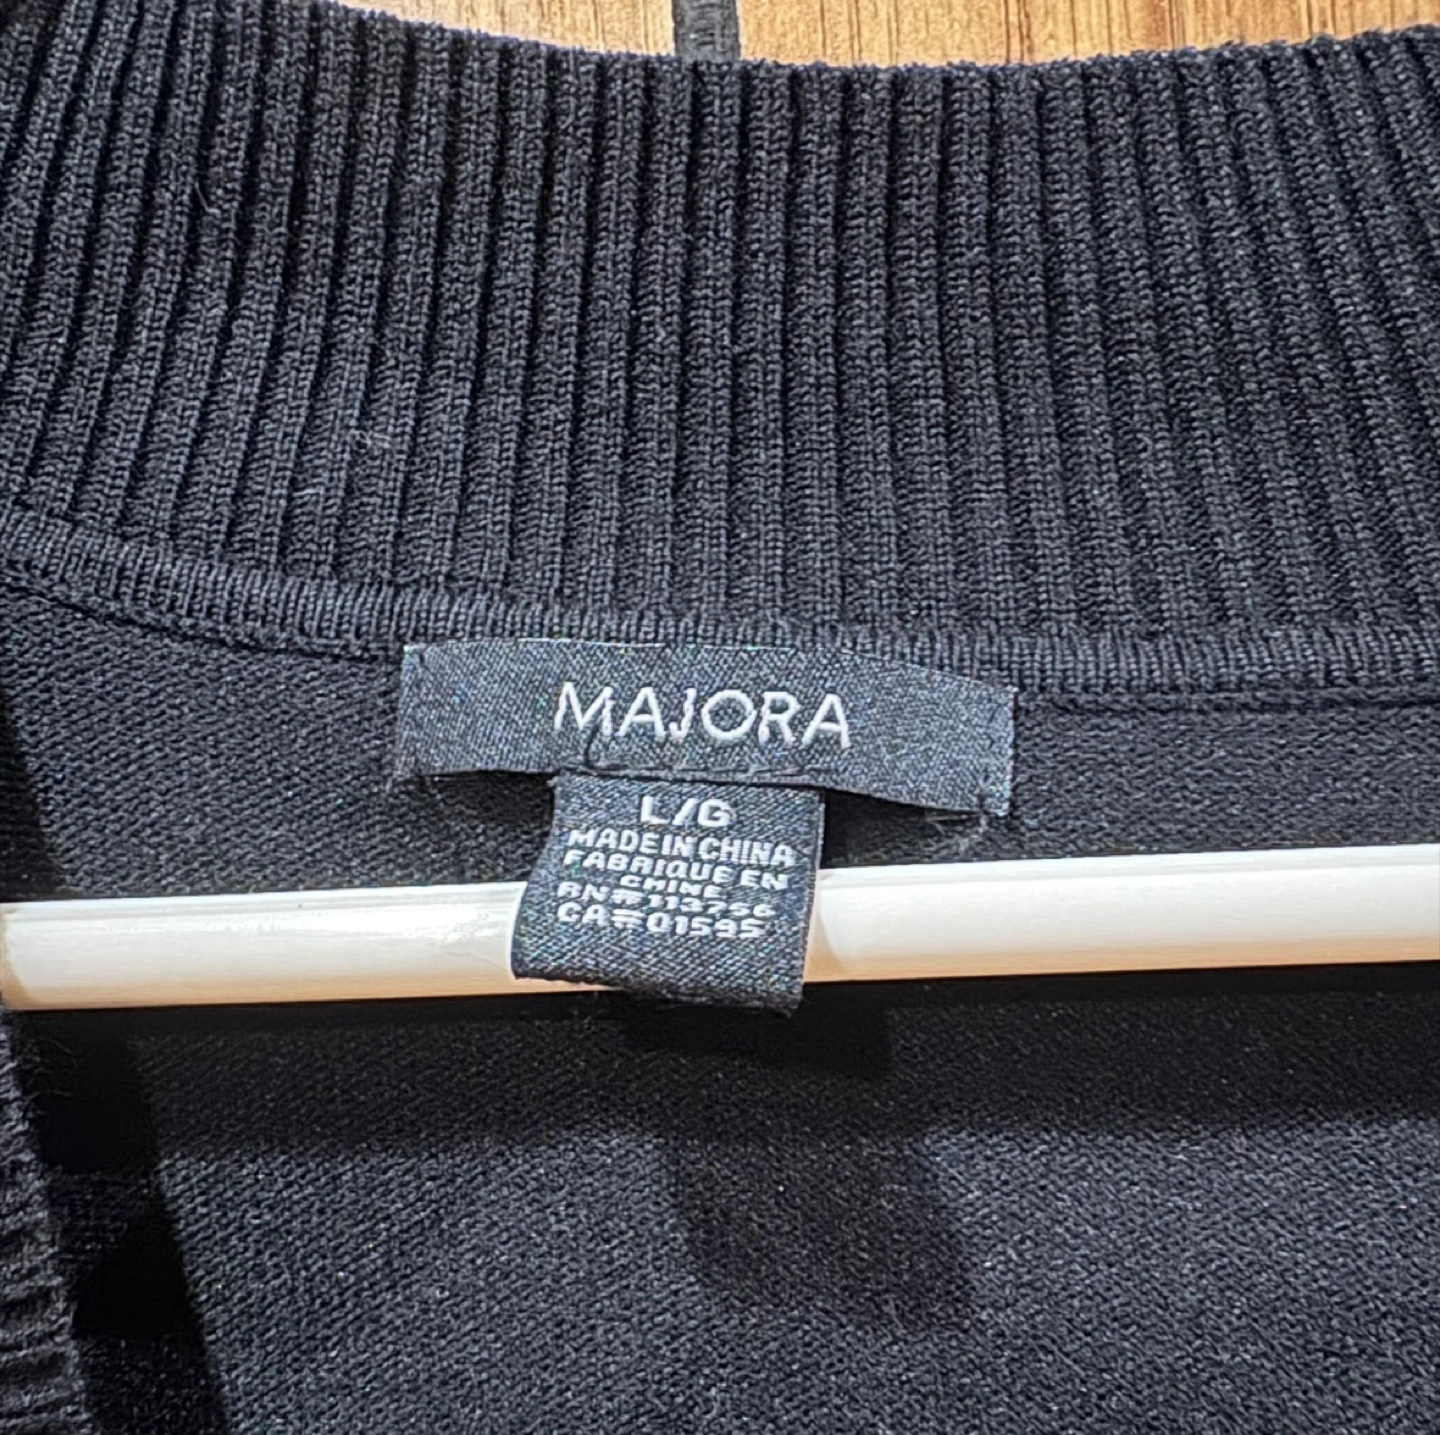 MAJORA
L/G
MADE IN CHINA
FABRIQUE EN
CHINE
RN#113756
CA#01595